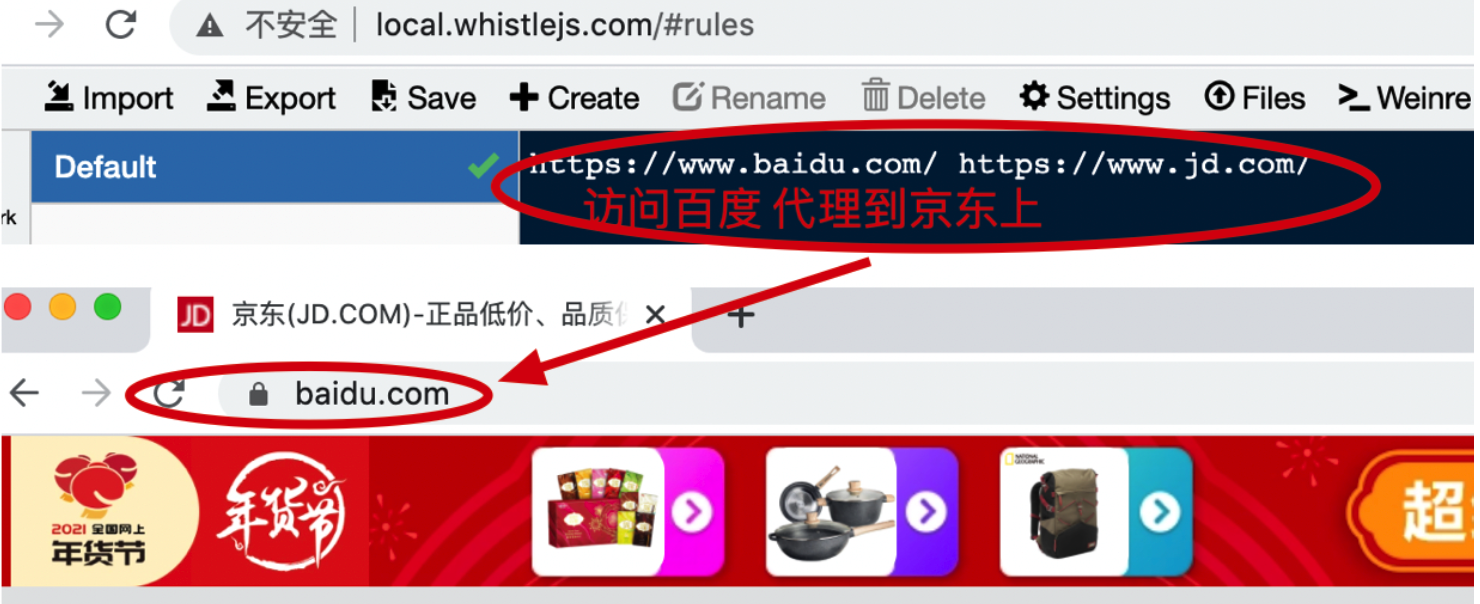 不安全 local.whistlejs.com/#rules
Import Export Save Create Rename Delete Settings Files Weinre
Default https://www.baidu.com/ https://www.jd.com/
访问百度 代理到京东上
rk
JD 京东(JD.COM)-正品低价、品质
baidu.com
NATIONAL GEOGRAPHIC
2021 全国网上
年货节
年货节
超